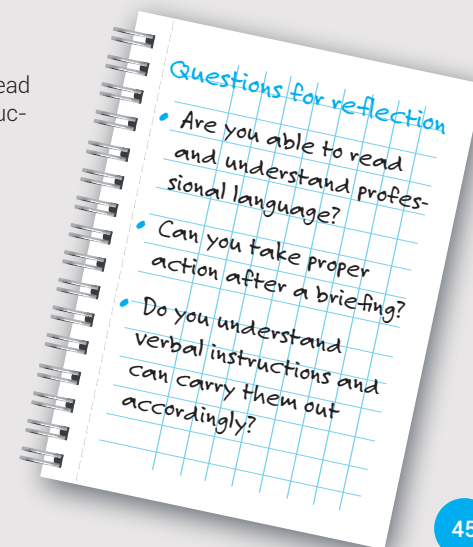 ead
uc-
Questions for reflection
• Are you able to read
and understand profes-
sional language?
• Can you take proper
action after a briefing?
• Do you understand
verbal instructions and
can carry them out
accordingly?
45